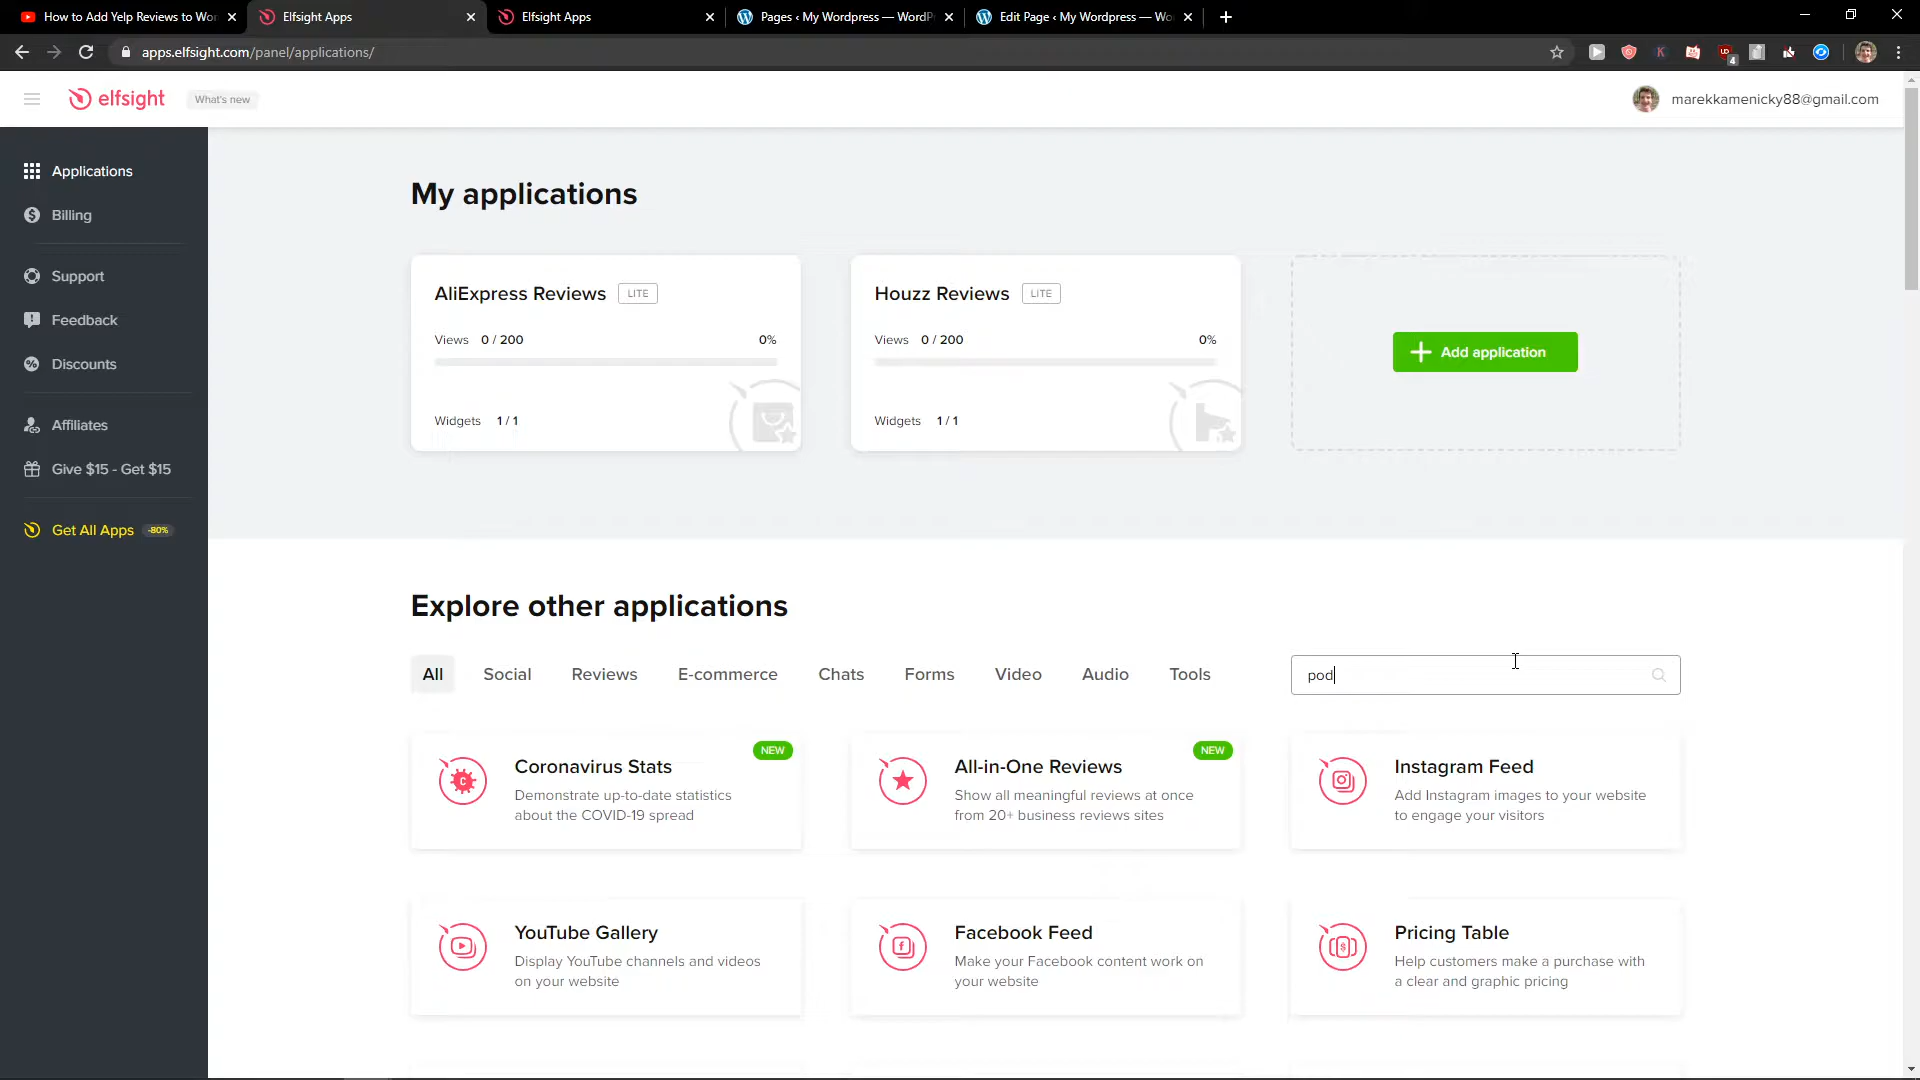 How to Add Yelp Reviews to Wor
Elfsight Apps
Elfsight Apps
Pages ‹ My Wordpress — WordP
Edit Page ‹ My Wordpress — Wo
apps.elfsight.com/panel/applications/
4
elfsight
What's new
marekkamenicky88@gmail.com
Applications
Billing
Support
Feedback
Discounts
Affiliates
Give $15 - Get $15
Get All Apps -80%
My applications
AliExpress Reviews LITE
Views 0 / 200 0%
Widgets 1 / 1
Houzz Reviews LITE
Views 0 / 200 0%
Widgets 1 / 1
Add application
Explore other applications
All Social Reviews E-commerce Chats Forms Video Audio Tools
pod
Coronavirus Stats
NEW
Demonstrate up-to-date statistics
about the COVID-19 spread
All-in-One Reviews
NEW
Show all meaningful reviews at once
from 20+ business reviews sites
Instagram Feed
Add Instagram images to your website
to engage your visitors
YouTube Gallery
Display YouTube channels and videos
on your website
Facebook Feed
Make your Facebook content work on
your website
Pricing Table
Help customers make a purchase with
a clear and graphic pricing